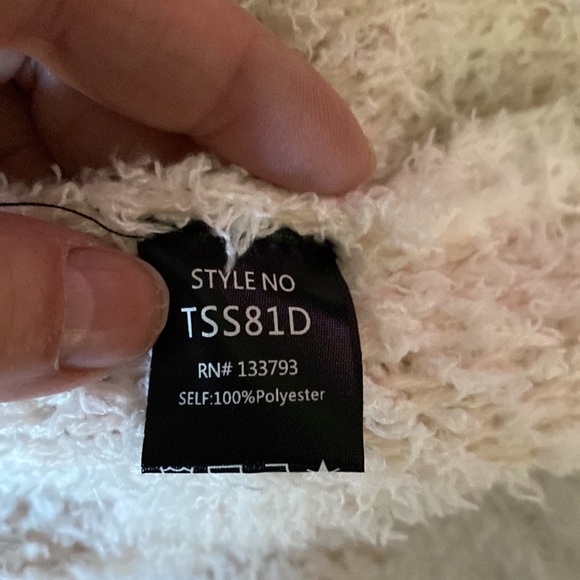 STYLE NO
TSS81D
RN# 133793
SELF:100%Polyester